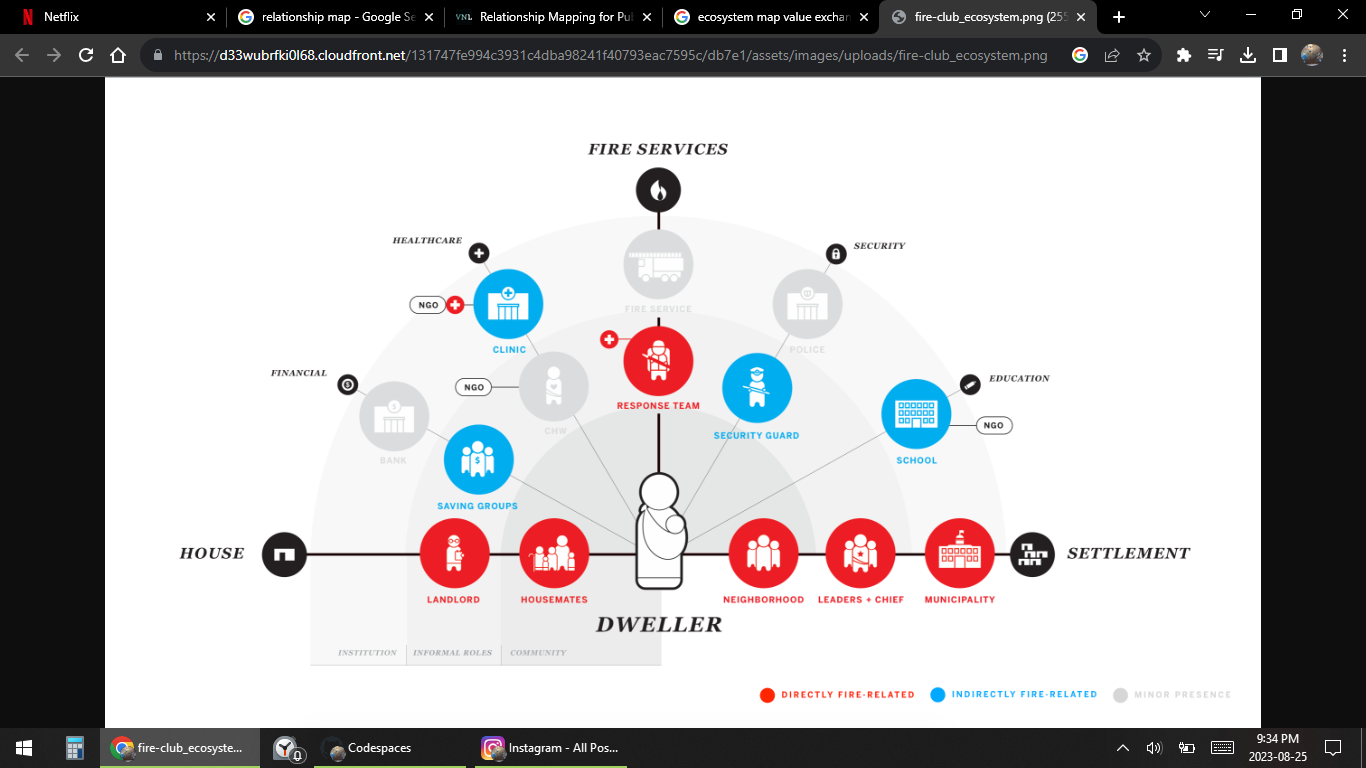 Netflix
relationship map - Google Se
VNL Relationship Mapping for Pul
ecosystem map value exchan
fire-club_ecosystem.png (255
https://d33wubrfki0l68.cloudfront.net/131747fe994c3931c4dba98241f40793eac7595c/db7e1/assets/images/uploads/fire-club_ecosystem.png
FIRE SERVICES
HEALTHCARE
SECURITY
NGO
FIRE SERVICE
CLINIC
POLICE
FINANCIAL
EDUCATION
NGO
RESPONSE TEAM
NGO
CHW
SECURITY GUARD
BANK
SCHOOL
SAVING GROUPS
HOUSE
SETTLEMENT
LANDLORD
HOUSEMATES
NEIGHBORHOOD
LEADERS + CHIEF
MUNICIPALITY
DWELLER
INSTITUTION
INFORMAL ROLES
COMMUNITY
DIRECTLY FIRE-RELATED
INDIRECTLY FIRE-RELATED
MINOR PRESENCE
fire-club_ecosyste...
0
Codespaces
Instagram - All Pos...
9:34 PM
2023-08-25